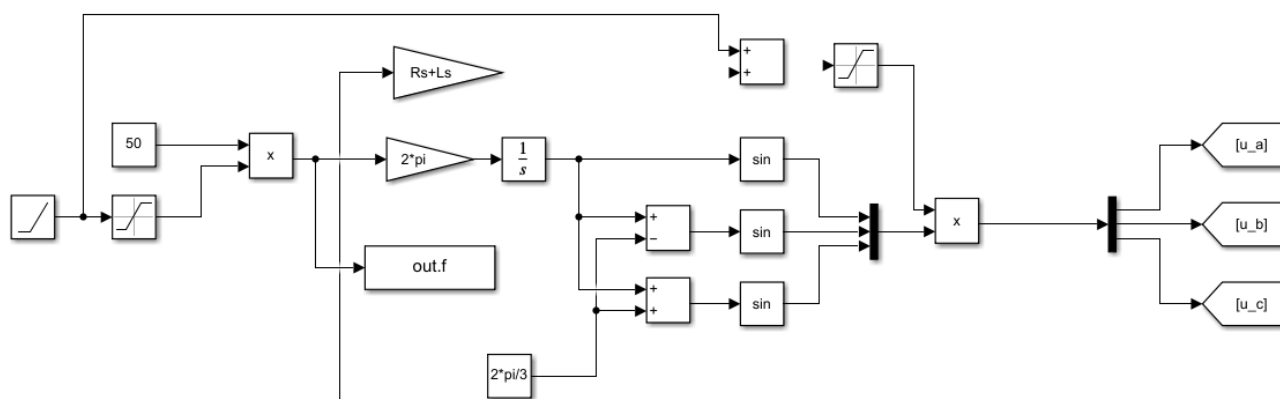 +
+
Rs+Ls
50
x
2*pi
1
s
sin
[u_a]
out.f
+
−
sin
x
[u_b]
+
+
sin
[u_c]
2*pi/3